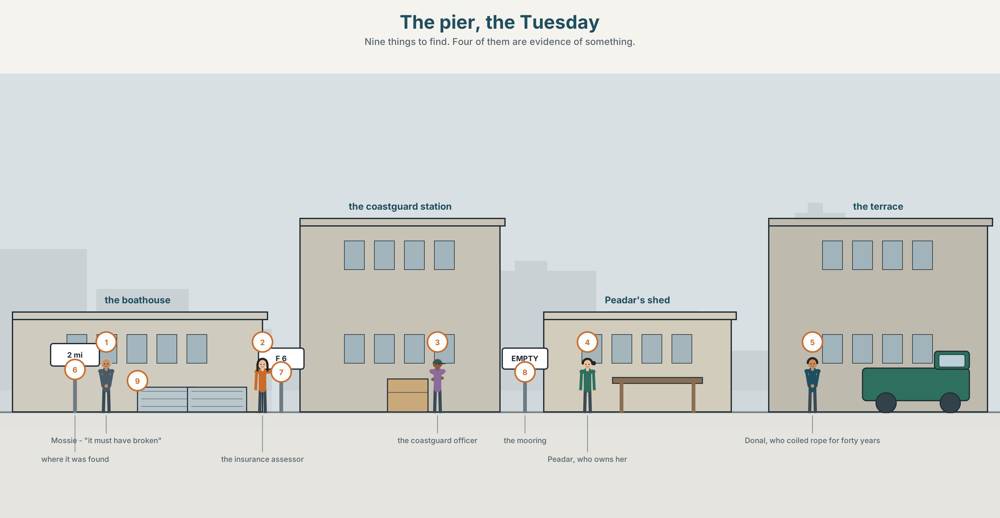 The pier, the Tuesday
Nine things to find. Four of them are evidence of something.
the coastguard station
the terrace
the boathouse
Peadar's shed
1
2
3
4
5
2 mi
F 6
EMPTY
6
7
8
9
Mossie - "it must have broken"
the coastguard officer
the mooring
Donal, who coiled rope for forty years
where it was found
the insurance assessor
Peadar, who owns her